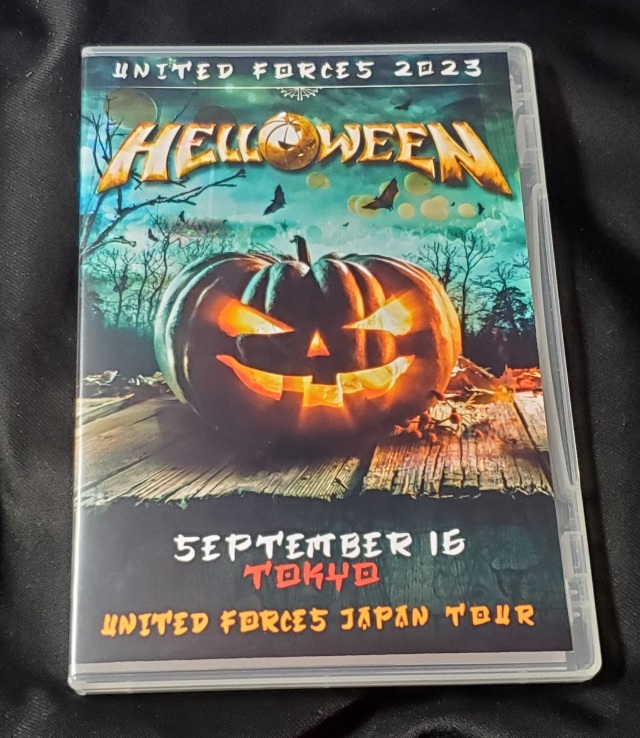 UNITED FORCES 2023
HELLOWEEN
SEPTEMBER 16
TOKYO
UNITED FORCES JAPAN TOUR